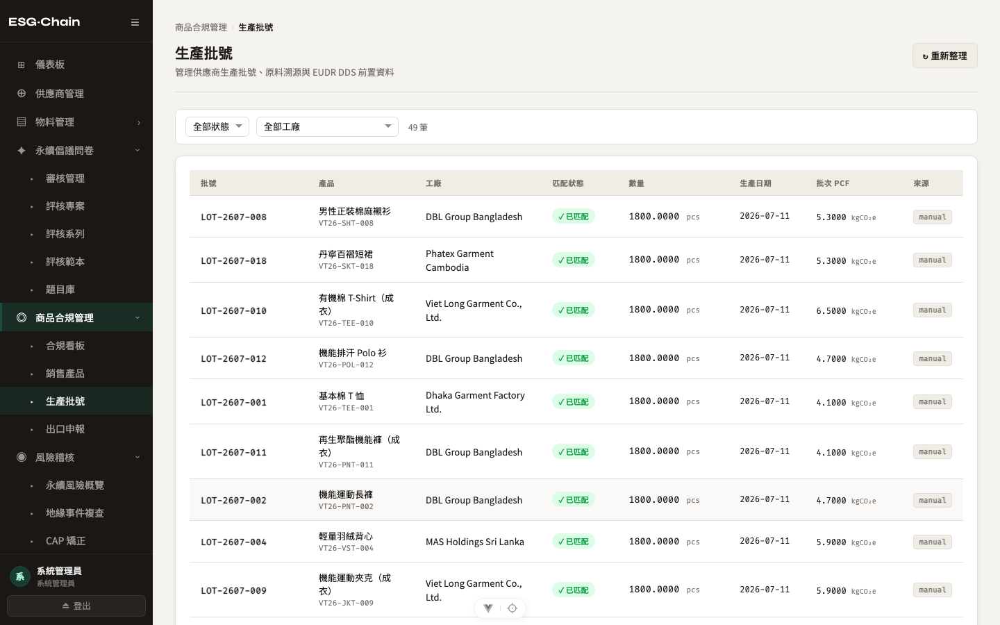 ESG·Chain
儀表板
供應商管理
物料管理
永續倡議問卷
審核管理
評核專案
評核系列
評核範本
題目庫
商品合規管理
合規看板
銷售產品
生產批號
出口申報
風險稽核
永續風險概覽
地緣事件複查
CAP 矯正
系
系統管理員
系統管理員
登出
商品合規管理 › 生產批號
生產批號
管理供應商生產批號、原料溯源與 EUDR DDS 前置資料
↻ 重新整理
全部狀態 全部工廠 49 筆
批號 產品 工廠 匹配狀態 數量 生產日期 批次 PCF 來源
LOT-2607-008 男性正裝棉麻襯衫 DBL Group Bangladesh ✓ 已匹配 1800.0000 pcs 2026-07-11 5.3000 kgCO₂e manual
VT26-SHT-008
LOT-2607-018 丹寧百褶短裙 Phatex Garment ✓ 已匹配 1800.0000 pcs 2026-07-11 5.3000 kgCO₂e manual
VT26-SKT-018 Cambodia
LOT-2607-010 有機棉 T-Shirt（成 Viet Long Garment Co., ✓ 已匹配 1800.0000 pcs 2026-07-11 6.5000 kgCO₂e manual
衣） Ltd.
VT26-TEE-010
LOT-2607-012 機能排汗 Polo 衫 DBL Group Bangladesh ✓ 已匹配 1800.0000 pcs 2026-07-11 4.7000 kgCO₂e manual
VT26-POL-012
LOT-2607-001 基本棉 T 恤 Dhaka Garment Factory ✓ 已匹配 1800.0000 pcs 2026-07-11 4.1000 kgCO₂e manual
VT26-TEE-001 Ltd.
LOT-2607-011 再生聚酯機能褲（成 DBL Group Bangladesh ✓ 已匹配 1800.0000 pcs 2026-07-11 4.1000 kgCO₂e manual
衣）
VT26-PNT-011
LOT-2607-002 機能運動長褲 DBL Group Bangladesh ✓ 已匹配 1800.0000 pcs 2026-07-11 4.7000 kgCO₂e manual
VT26-PNT-002
LOT-2607-004 輕量羽絨背心 MAS Holdings Sri Lanka ✓ 已匹配 1800.0000 pcs 2026-07-11 5.9000 kgCO₂e manual
VT26-VST-004
LOT-2607-009 機能運動夾克（成 Viet Long Garment Co., ✓ 已匹配 1800.0000 pcs 2026-07-11 5.9000 kgCO₂e manual
衣） Ltd.
VT26-JKT-009